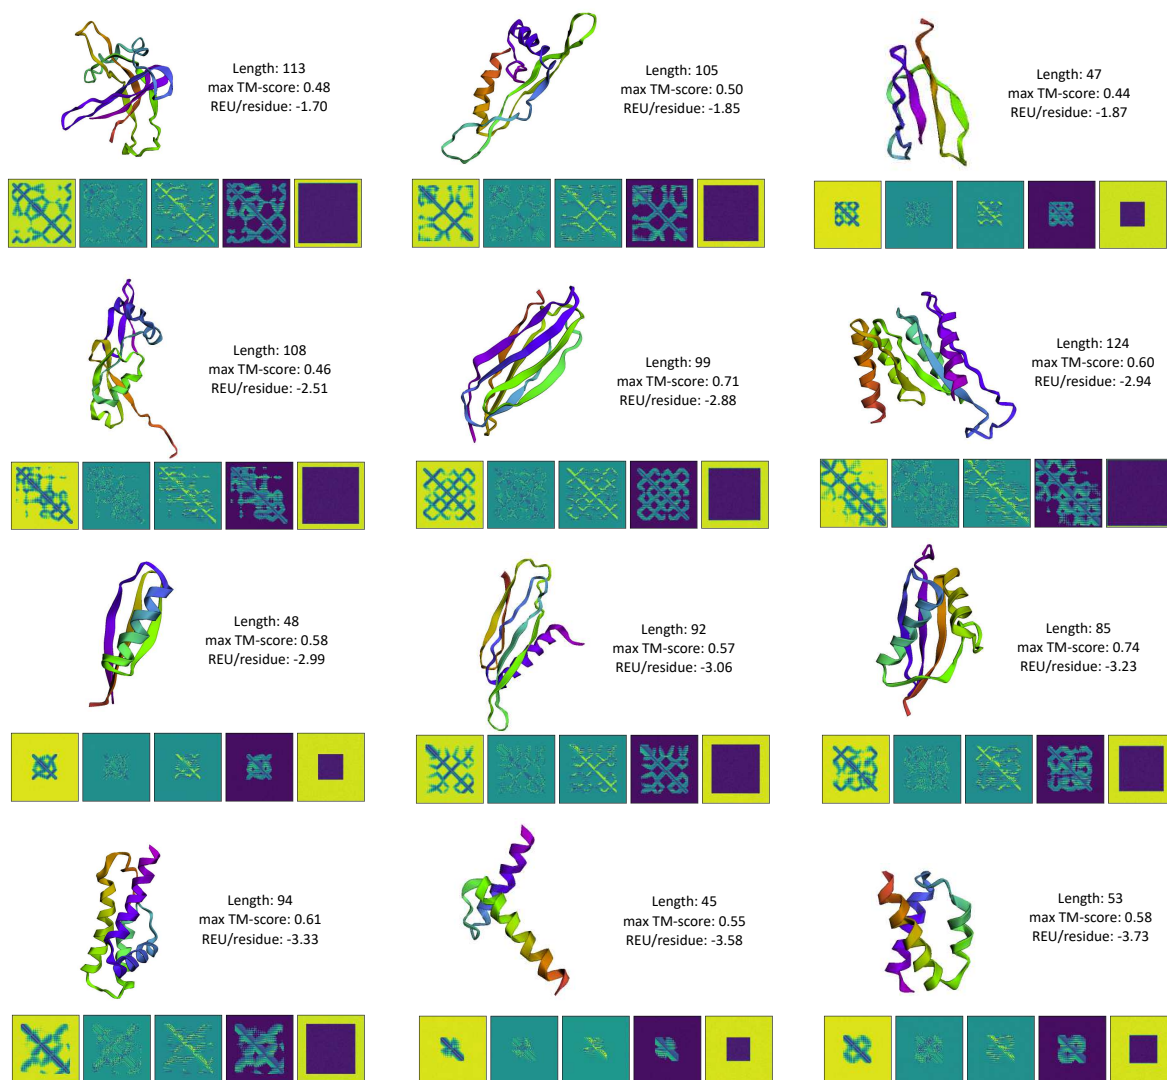 Length: 113
max TM-score: 0.48
REU/residue: -1.70
Length: 105
max TM-score: 0.50
REU/residue: -1.85
Length: 47
max TM-score: 0.44
REU/residue: -1.87
Length: 108
max TM-score: 0.46
REU/residue: -2.51
Length: 99
max TM-score: 0.71
REU/residue: -2.88
Length: 124
max TM-score: 0.60
REU/residue: -2.94
Length: 48
max TM-score: 0.58
REU/residue: -2.99
Length: 92
max TM-score: 0.57
REU/residue: -3.06
Length: 85
max TM-score: 0.74
REU/residue: -3.23
Length: 94
max TM-score: 0.61
REU/residue: -3.33
Length: 45
max TM-score: 0.55
REU/residue: -3.58
Length: 53
max TM-score: 0.58
REU/residue: -3.73